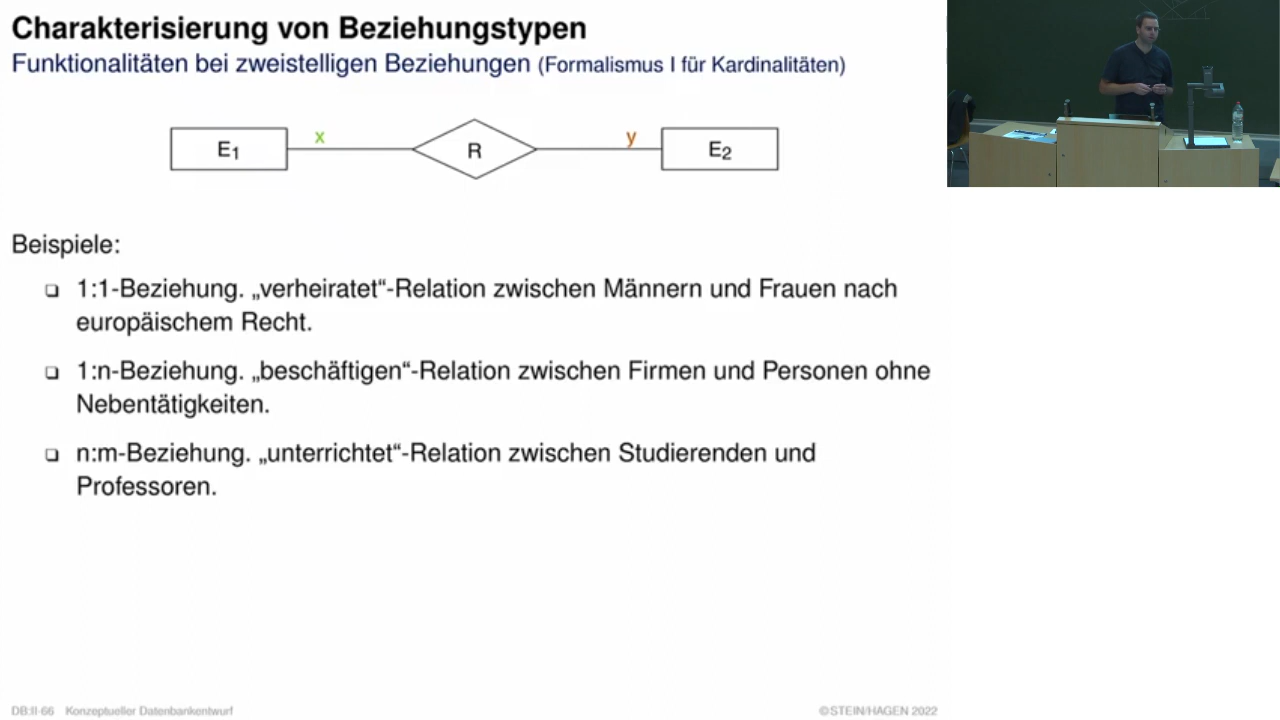 Charakterisierung von Beziehungstypen
Funktionalitäten bei zweistelligen Beziehungen (Formalismus I für Kardinalitäten)
E1 x R y E2
Beispiele:
❑ 1:1-Beziehung. „verheiratet“-Relation zwischen Männern und Frauen nach
europäischem Recht.
❑ 1:n-Beziehung. „beschäftigen“-Relation zwischen Firmen und Personen ohne
Nebentätigkeiten.
❑ n:m-Beziehung. „unterrichtet“-Relation zwischen Studierenden und
Professoren.
DB:II-66 Konzeptueller Datenbankentwurf ©STEIN/HAGEN 2022